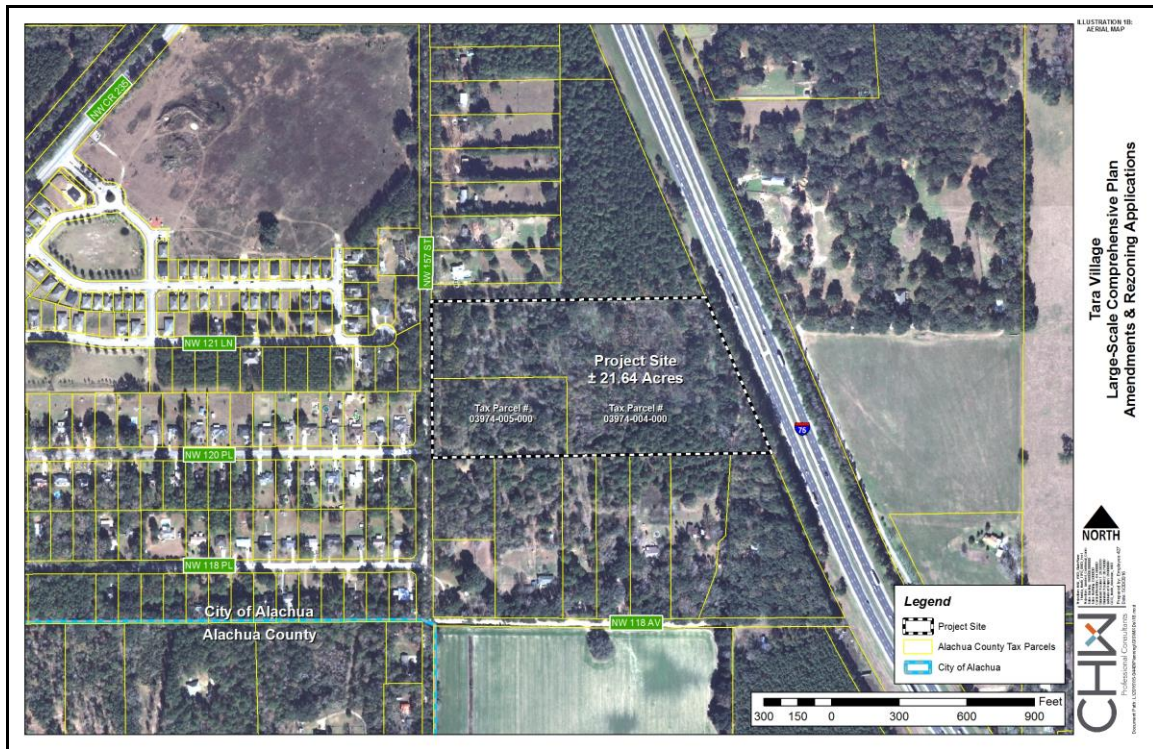 ILLUSTRATION 1B:
AERIAL MAP
NW CR 235
NW 157 ST
NW 121 LN
Project Site
± 21.64 Acres
Tax Parcel #
03974-005-000
Tax Parcel #
03974-004-000
75
NW 120 PL
NW 118 PL
City of Alachua
Alachua County
NW 118 AV
Legend
Project Site
Alachua County Tax Parcels
City of Alachua
Feet
300 150 0 300 600 900
Tara Village
Large-Scale Comprehensive Plan
Amendments & Rezoning Applications
NORTH
CHW
Professional Consultants